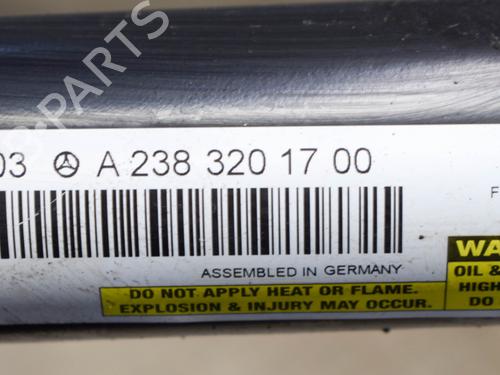 03 A 238 320 17 00
ASSEMBLED IN GERMANY
DO NOT APPLY HEAT OR FLAME.
EXPLOSION & INJURY MAY OCCUR.
F
WA
OIL &
HIGH
DO